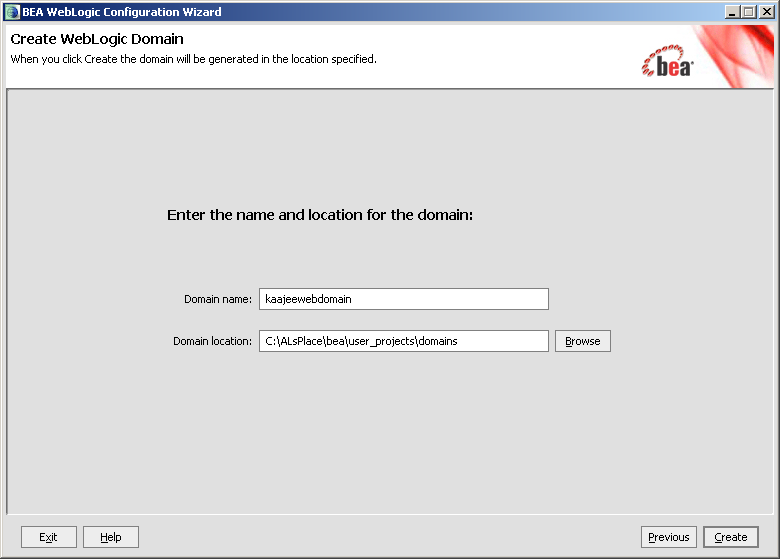 BEA WebLogic Configuration Wizard
Create WebLogic Domain
When you click Create the domain will be generated in the location specified.
bea
Enter the name and location for the domain:
Domain name: kaajeewebdomain
Domain location: C:\ALsPlace\bea\user_projects\domains Browse
Exit Help Previous Create